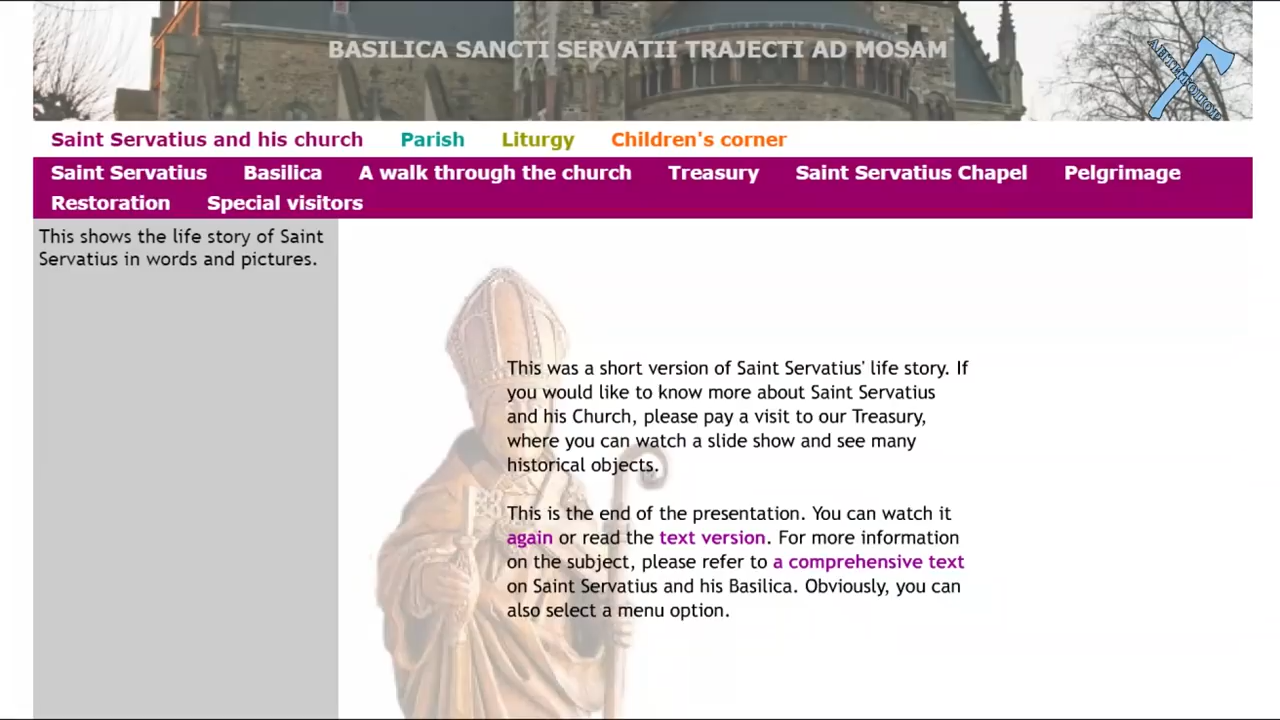 BASILICA SANCTI SERVATII TRAJECTI AD MOSAM
Saint Servatius and his church Parish Liturgy Children's corner
Saint Servatius Basilica A walk through the church Treasury Saint Servatius Chapel Pelgrimage
Restoration Special visitors
This shows the life story of Saint
Servatius in words and pictures.
This was a short version of Saint Servatius' life story. If
you would like to know more about Saint Servatius
and his Church, please pay a visit to our Treasury,
where you can watch a slide show and see many
historical objects.
This is the end of the presentation. You can watch it
again or read the text version. For more information
on the subject, please refer to a comprehensive text
on Saint Servatius and his Basilica. Obviously, you can
also select a menu option.